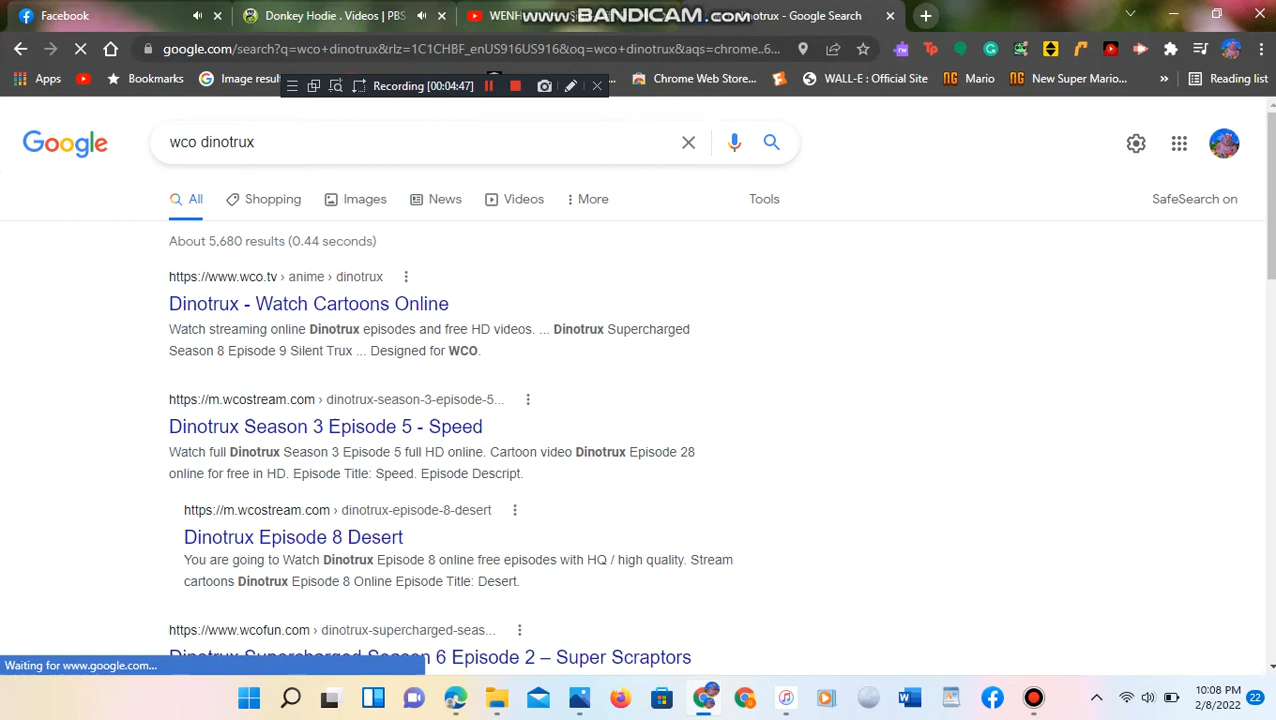 Facebook
Donkey Hodie . Videos | PBS
WENH
www.BANDICAM.com
notrux - Google Search
google.com/search?q=wco+dinotrux&rlz=1C1CHBF_enUS916US916&oq=wco+dinotrux&aqs=chrome..6...
Apps
Bookmarks
Image resul
Recording [00:04:47]
Chrome Web Store...
WALL-E : Official Site
Mario
New Super Mario...
»
Reading list
Google
wco dinotrux
All
Shopping
Images
News
Videos
More
Tools
SafeSearch on
About 5,680 results (0.44 seconds)
https://www.wco.tv › anime › dinotrux
Dinotrux - Watch Cartoons Online
Watch streaming online Dinotrux episodes and free HD videos. ... Dinotrux Supercharged
Season 8 Episode 9 Silent Trux ... Designed for WCO.
https://m.wcostream.com › dinotrux-season-3-episode-5...
Dinotrux Season 3 Episode 5 - Speed
Watch full Dinotrux Season 3 Episode 5 full HD online. Cartoon video Dinotrux Episode 28
online for free in HD. Episode Title: Speed. Episode Descript.
https://m.wcostream.com › dinotrux-episode-8-desert
Dinotrux Episode 8 Desert
You are going to Watch Dinotrux Episode 8 online free episodes with HQ / high quality. Stream
cartoons Dinotrux Episode 8 Online Episode Title: Desert.
https://www.wcofun.com › dinotrux-supercharged-seas...
Dinotrux Supercharged Season 6 Episode 2 – Super Scraptors
Waiting for www.google.com...
10:08 PM
2/8/2022
22